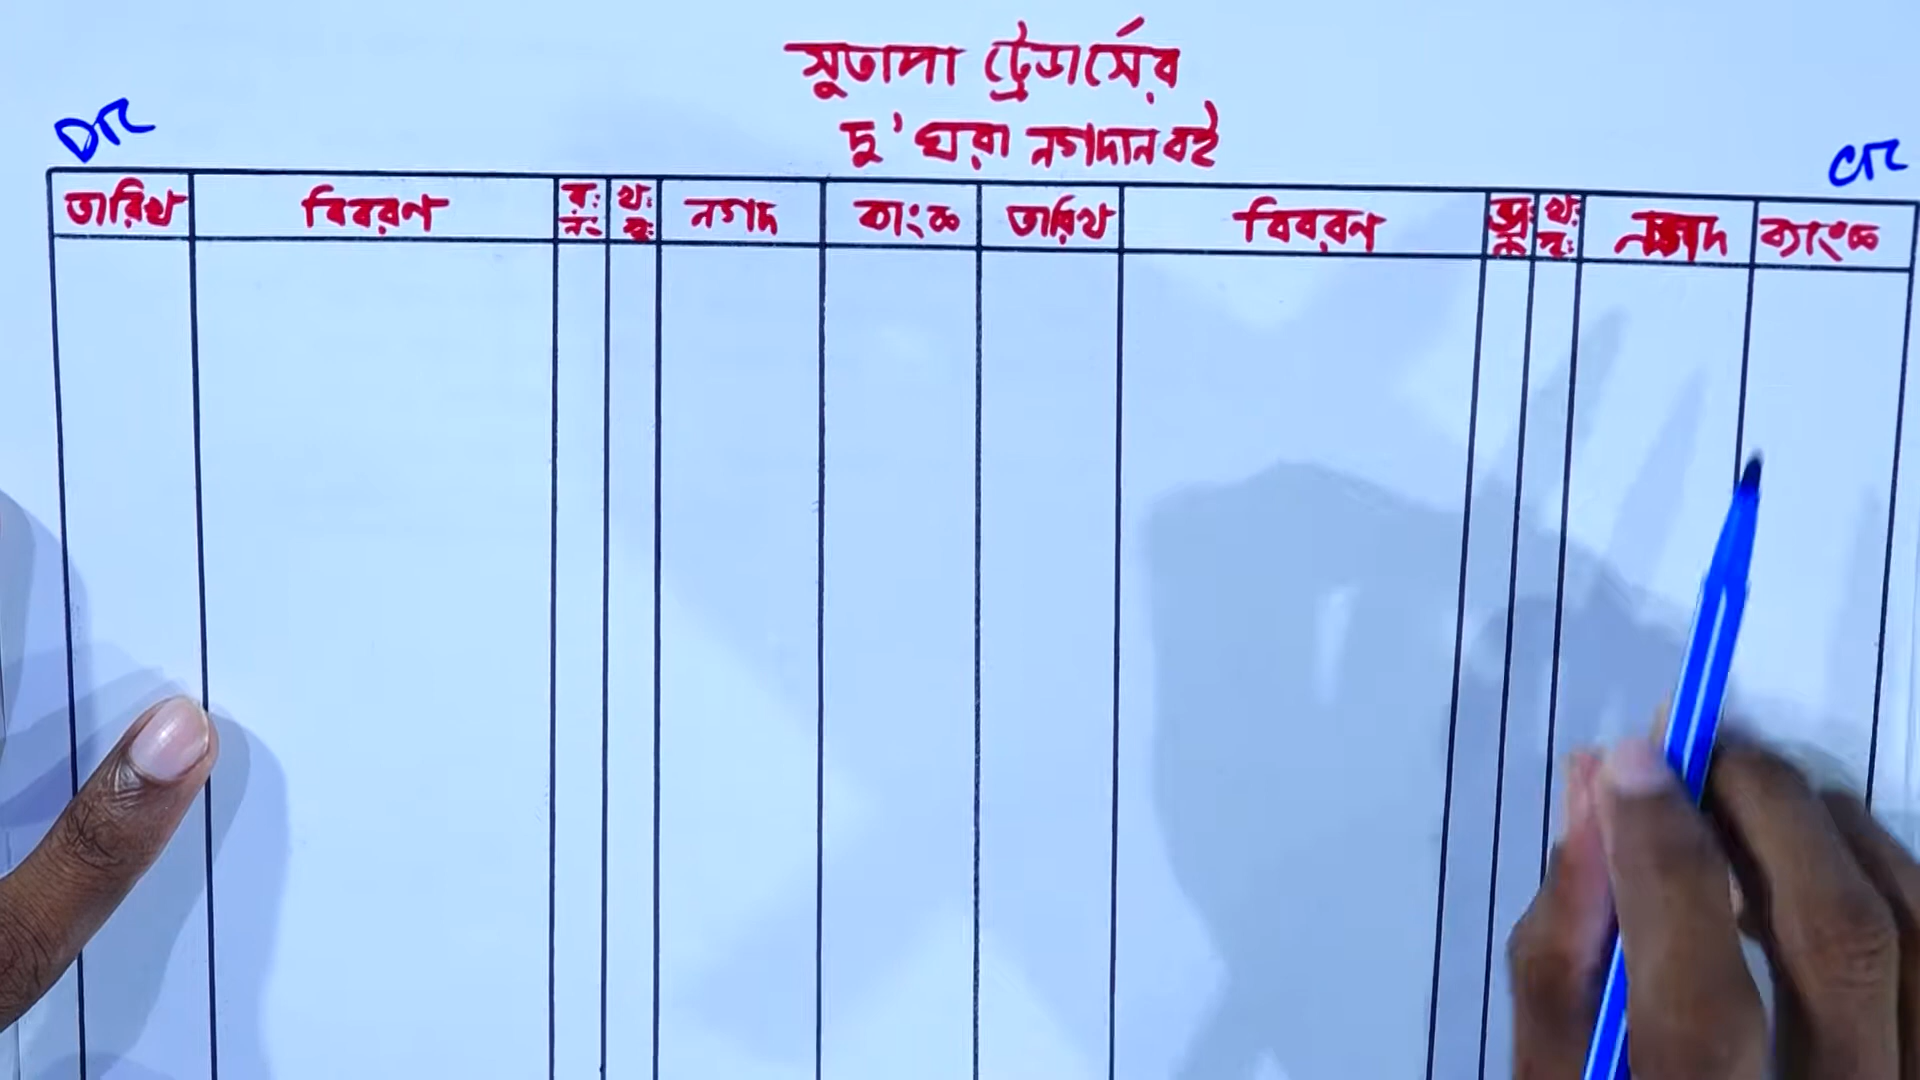 সুতাপা ট্রেডার্সের
দু'ঘরা নগদান বই
Dr
Cr
তারিখ বিবরণ র: নং খ: পৃ: নগদ ব্যাংক তারিখ বিবরণ ভা: নং খ: পৃ: নগদ ব্যাংক